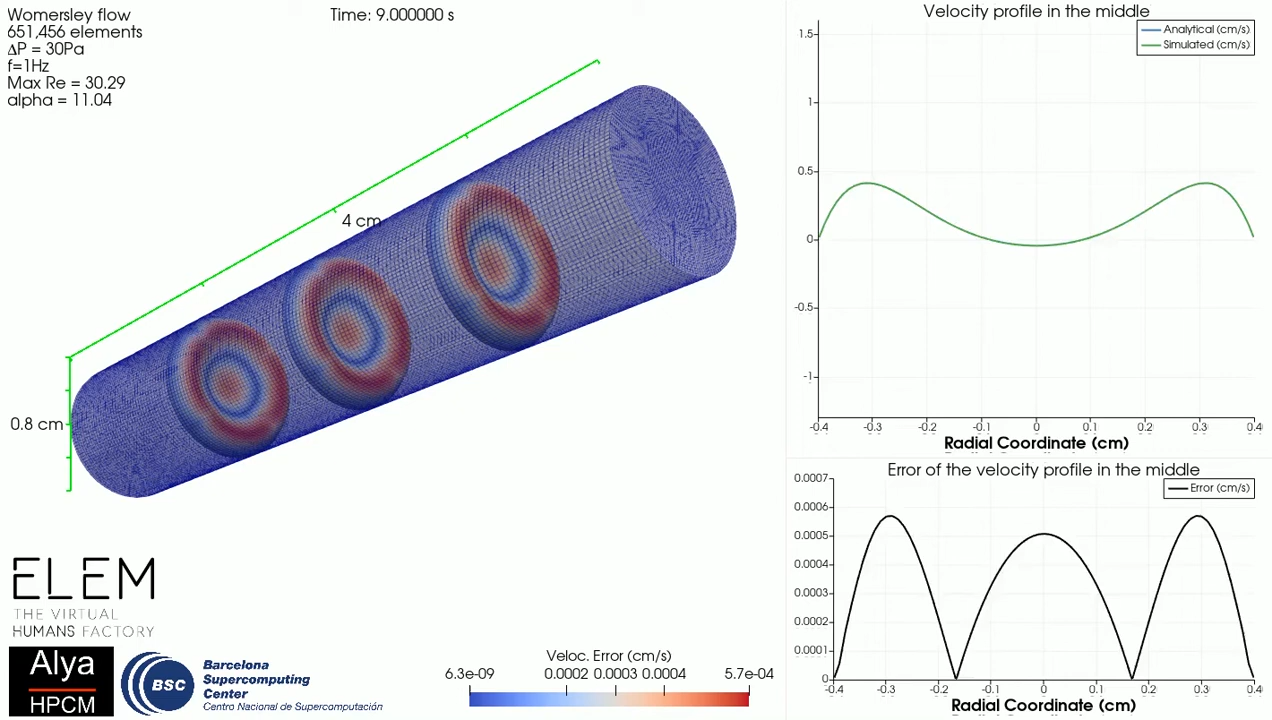 Womersley flow
651,456 elements
ΔP = 30Pa
f=1Hz
Max Re = 30.29
alpha = 11.04
Time: 9.000000 s
4 cm
0.8 cm
Velocity profile in the middle
Analytical (cm/s)
Simulated (cm/s)
1.5
1
0.5
0
-0.5
-1
-0.4 -0.3 -0.2 -0.1 0 0.1 0.2 0.3 0.4
Radial Coordinate (cm)
Error of the velocity profile in the middle
Error (cm/s)
0.0007
0.0006
0.0005
0.0004
0.0003
0.0002
0.0001
0
-0.4 -0.3 -0.2 -0.1 0 0.1 0.2 0.3 0.4
Radial Coordinate (cm)
ELEM
THE VIRTUAL
HUMANS FACTORY
Alya
HPCM
BSC
Barcelona
Supercomputing
Center
Centro Nacional de Supercomputación
Veloc. Error (cm/s)
6.3e-09 0.0002 0.0003 0.0004 5.7e-04